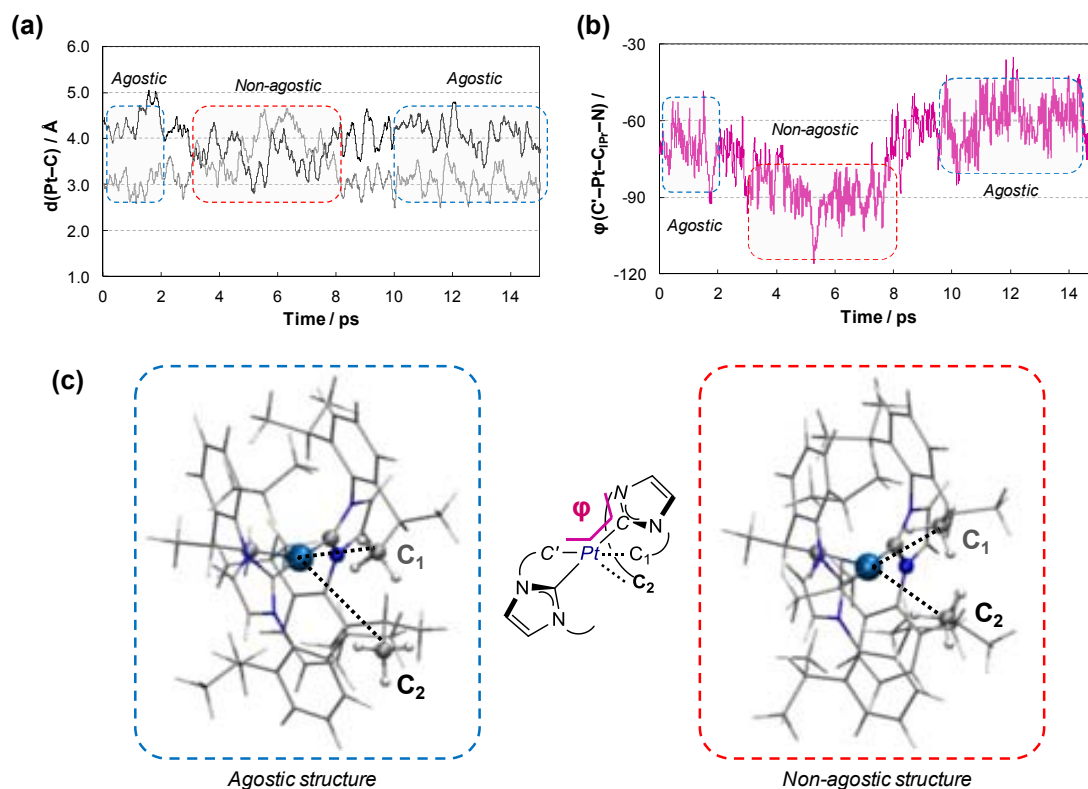 (a)
d(Pt–C) / Å
6.0
5.0
4.0
3.0
2.0
1.0
Agostic
Non-agostic
Agostic
0 2 4 6 8 10 12 14
Time / ps
(b)
φ (C'–Pt–C_IPr–N) /
-30
-60
-90
-120
Non-agostic
Agostic
Agostic
0 2 4 6 8 10 12 14
Time / ps
(c)
C₁
C₂
Agostic structure
φ
N
C
N
C'
Pt
C₁
C₂
N
N
C₁
C₂
Non-agostic structure